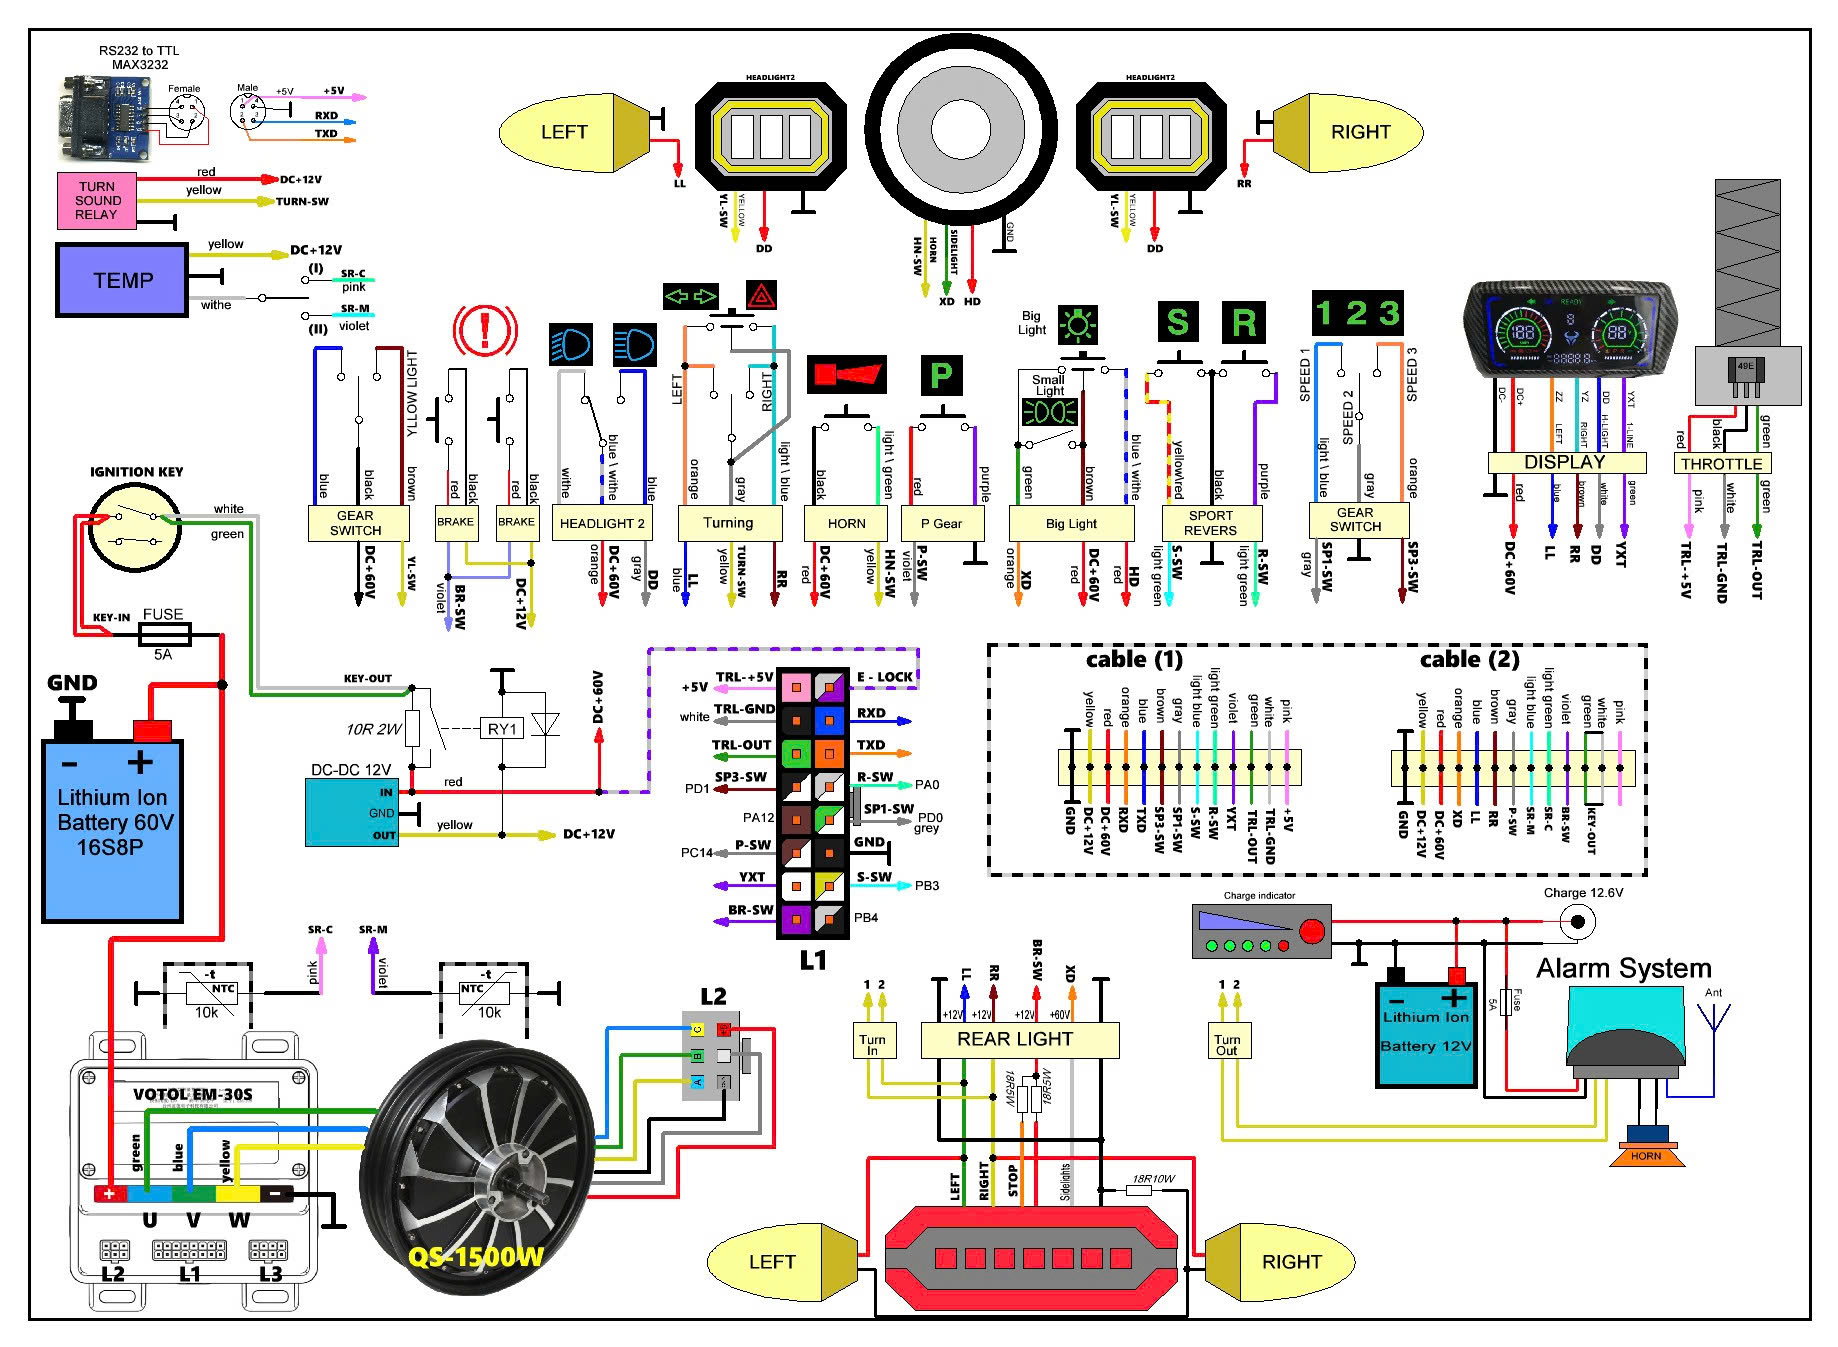 RS232 to TTL
MAX3232
Female
Male
+5V
+5V
RXD
TXD
TURN
SOUND
RELAY
red
DC+12V
yellow
TURN-SW
TEMP
yellow
DC+12V
(I)
SR-C
pink
withe
SR-M
(II)
violet
HEADLIGHT2
HEADLIGHT2
LEFT
LL
RIGHT
RR
YL-SW
YELLOW
DD
HN-SW
HORN
SIDELIGHT
XD
HD
GND
YL-SW
YELLOW
DD
YLLOW LIGHT
blue
black
brown
GEAR
SWITCH
DC+60V
YL-SW
red
black
BRAKE
red
black
BRAKE
violet
BR-SW
DC+12V
withe
blue \ withe
blue
HEADLIGHT 2
orange
DC+60V
gray
DD
LEFT
RIGHT
orange
gray
light \ blue
Turning
blue
LL
yellow
TURN-SW
RR
black
light \ green
HORN
red
DC+60V
yellow
HN-SW
P
red
purple
P Gear
violet
P-SW
Big
Light
Small
Light
green
brown
blue \ withe
Big Light
orange
XD
red
DC+60V
red
HD
S
R
yellow\red
black
purple
SPORT
REVERS
light green
S-SW
light green
R-SW
1 2 3
SPEED 1
SPEED 2
SPEED 3
light \ blue
gray
orange
GEAR
SWITCH
gray
SP1-SW
SP3-SW
READY
DC-
DC+
ZZ
LEFT
YZ
RIGHT
DD
H-LIGHT
YXT
1-LINE
DISPLAY
red
DC+60V
blue
LL
brown
RR
white
DD
green
YXT
49E
red
black
green
THROTTLE
pink
TRL-+5V
white
TRL-GND
green
TRL-OUT
IGNITION KEY
white
green
KEY-IN
FUSE
5A
GND
- +
Lithium Ion
Battery 60V
16S8P
KEY-OUT
10R 2W
RY1
DC+60V
DC-DC 12V
IN
red
GND
OUT
yellow
DC+12V
TRL-+5V
+5V
E - LOCK
TRL-GND
white
RXD
TRL-OUT
TXD
SP3-SW
PD1
R-SW
PA0
PA12
SP1-SW
PD0
grey
P-SW
PC14
GND
YXT
S-SW
PB3
BR-SW
PB4
L1
cable (1)
yellow
red
orange
blue
brown
gray
light blue
light green
violet
green
white
pink
GND
DC+12V
DC+60V
RXD
TXD
SP3-SW
SP1-SW
S-SW
R-SW
YXT
TRL-OUT
TRL-GND
+5V
cable (2)
yellow
red
orange
blue
brown
gray
light blue
light green
violet
green
white
pink
GND
DC+12V
DC+60V
XD
LL
RR
P-SW
SR-M
SR-C
BR-SW
KEY-OUT
SR-C
pink
SR-M
violet
-t
NTC
10k
-t
NTC
10k
VOTOL EM-30S
green
blue
yellow
+
-
U
V
W
L2
L1
L3
QS-1500W
L2
C
B
A
1 2
Turn
In
LL
RR
BR-SW
XD
+12V
+12V
+12V
+60V
REAR LIGHT
18R5W
18R5W
LEFT
RIGHT
STOP
Sidelights
18R10W
LEFT
RIGHT
Charge indicator
Charge 12.6V
- +
Lithium Ion
Battery 12V
Fuse
5A
Alarm System
Ant
1 2
Turn
Out
HORN